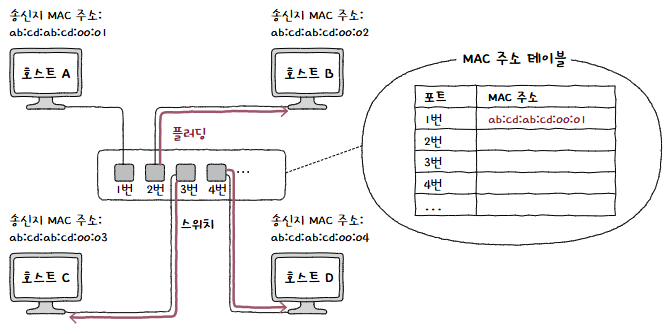 송신지 MAC 주소:
ab:cd:ab:cd:00:01
호스트 A
송신지 MAC 주소:
ab:cd:ab:cd:00:02
호스트 B
플러딩
1번 2번 3번 4번 ...
스위치
송신지 MAC 주소:
ab:cd:ab:cd:00:03
호스트 C
송신지 MAC 주소:
ab:cd:ab:cd:00:04
호스트 D
MAC 주소 테이블
포트 MAC 주소
1번 ab:cd:ab:cd:00:01
2번
3번
4번
...